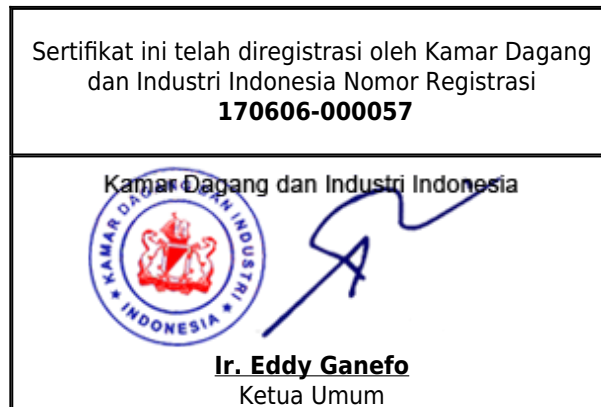 Sertifikat ini telah diregistrasi oleh Kamar Dagang
dan Industri Indonesia Nomor Registrasi
170606-000057
Kamar Dagang dan Industri Indonesia
KAMAR DAGANG DAN INDUSTRI
INDONESIA
Ir. Eddy Ganefo
Ketua Umum